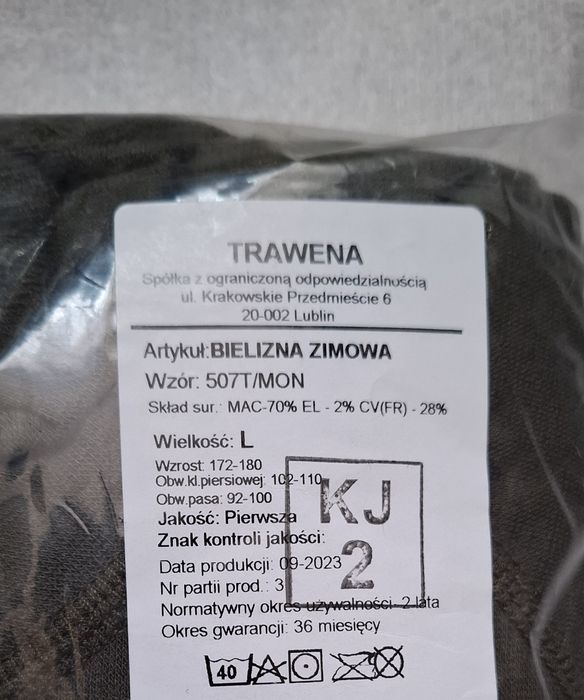 TRAWENA
Spółka z ograniczoną odpowiedzialnością
ul. Krakowskie Przedmieście 6
20-002 Lublin
Artykuł:BIELIZNA ZIMOWA
Wzór: 507T/MON
Skład sur.: MAC-70% EL - 2% CV(FR) - 28%
Wielkość: L
Wzrost: 172-180
Obw.kl.piersiowej: 102-110
Obw.pasa: 92-100
Jakość: Pierwsza
Znak kontroli jakości:
KJ
2
Data produkcji: 09-2023
Nr partii prod.: 3
Normatywny okres używalności- 2 lata
Okres gwarancji: 36 miesięcy
40